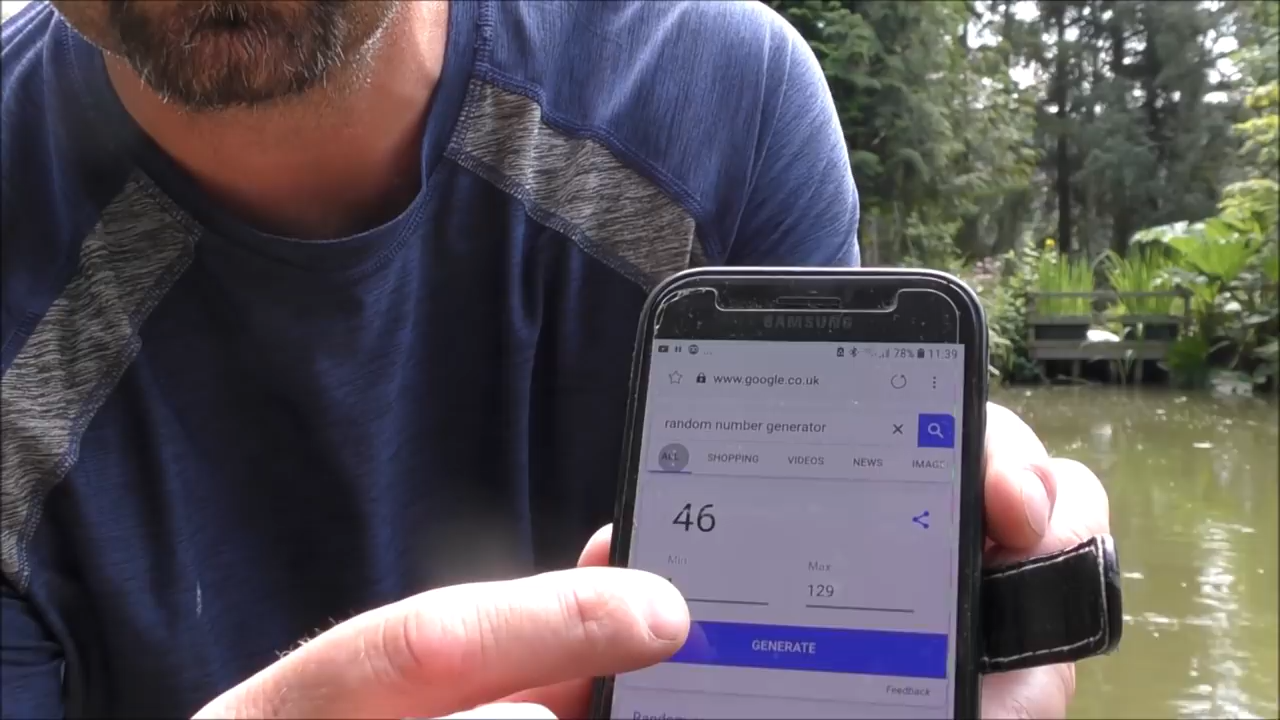 SAMSUNG
... 78% 11.39
www.google.co.uk
random number generator
ALL SHOPPING VIDEOS NEWS IMAG
46
Min Max
129
GENERATE
Feedback